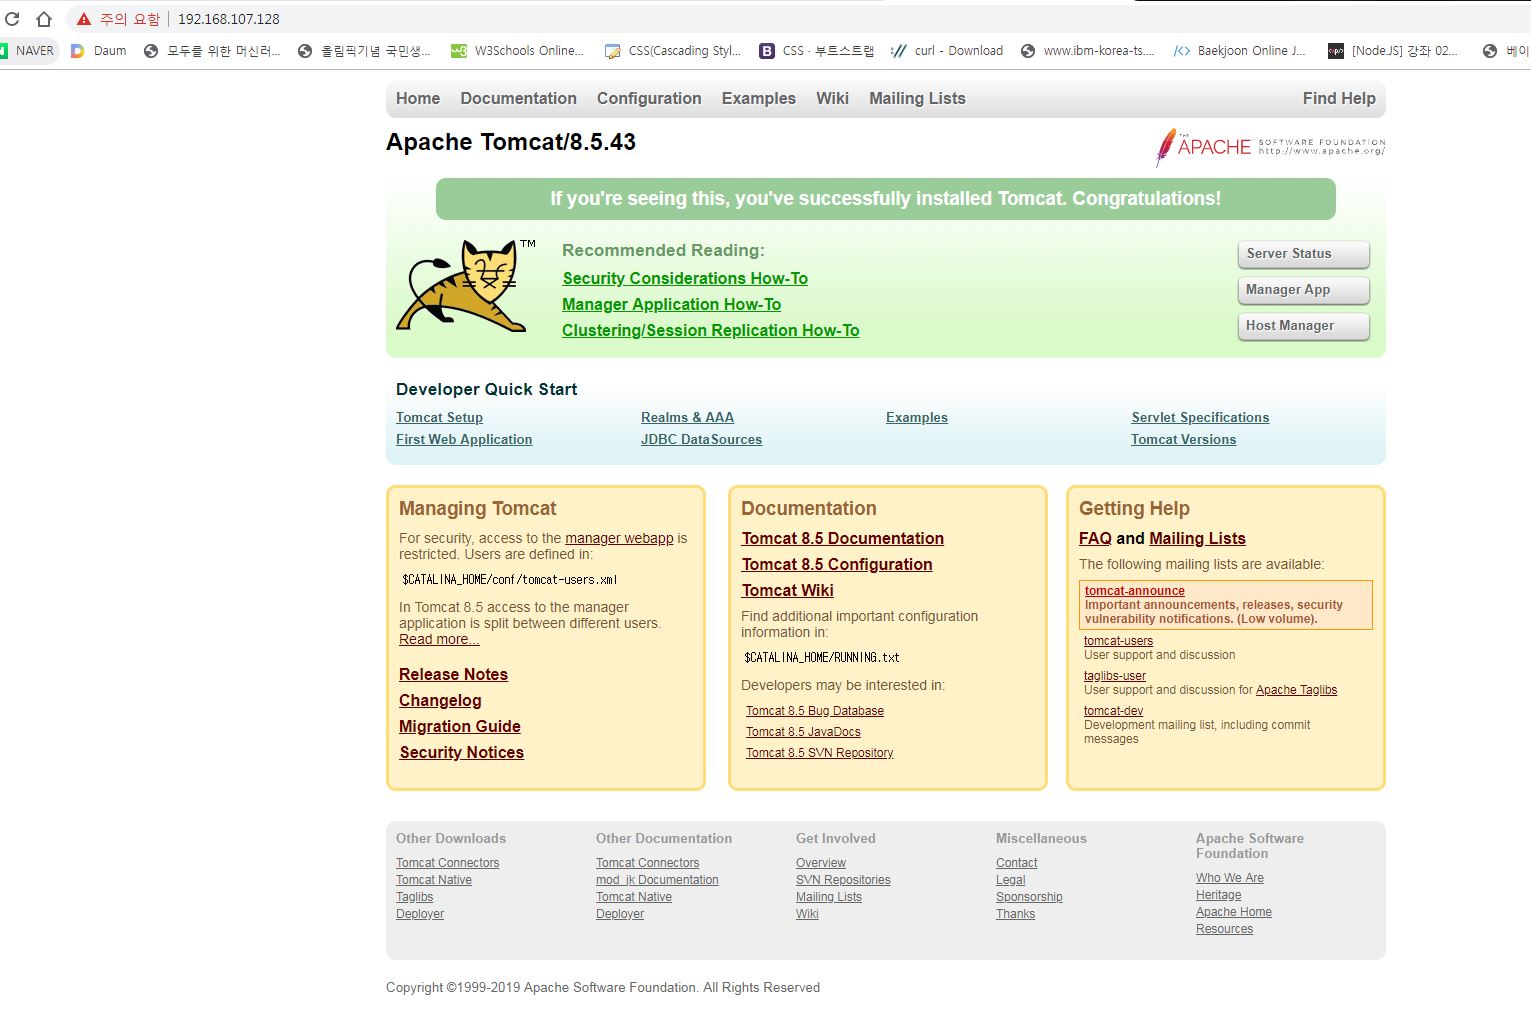 주의 요함 192.168.107.128
NAVER Daum 모두를 위한 머신러... 올림픽기념 국민생... W3Schools Online... CSS(Cascading Styl... CSS · 부트스트랩 curl - Download www.ibm-korea-ts.... Baekjoon Online J... [NodeJS] 강좌 02... 베이
Home Documentation Configuration Examples Wiki Mailing Lists Find Help
Apache Tomcat/8.5.43
THE APACHE SOFTWARE FOUNDATION
http://www.apache.org/
If you're seeing this, you've successfully installed Tomcat. Congratulations!
TM
Recommended Reading:
Security Considerations How-To
Manager Application How-To
Clustering/Session Replication How-To
Server Status
Manager App
Host Manager
Developer Quick Start
Tomcat Setup
First Web Application
Realms & AAA
JDBC DataSources
Examples
Servlet Specifications
Tomcat Versions
Managing Tomcat
For security, access to the manager webapp is
restricted. Users are defined in:
$CATALINA_HOME/conf/tomcat-users.xml
In Tomcat 8.5 access to the manager
application is split between different users.
Read more...
Release Notes
Changelog
Migration Guide
Security Notices
Documentation
Tomcat 8.5 Documentation
Tomcat 8.5 Configuration
Tomcat Wiki
Find additional important configuration
information in:
$CATALINA_HOME/RUNNING.txt
Developers may be interested in:
Tomcat 8.5 Bug Database
Tomcat 8.5 JavaDocs
Tomcat 8.5 SVN Repository
Getting Help
FAQ and Mailing Lists
The following mailing lists are available:
tomcat-announce
Important announcements, releases, security
vulnerability notifications. (Low volume).
tomcat-users
User support and discussion
taglibs-user
User support and discussion for Apache Taglibs
tomcat-dev
Development mailing list, including commit
messages
Other Downloads
Tomcat Connectors
Tomcat Native
Taglibs
Deployer
Other Documentation
Tomcat Connectors
mod_jk Documentation
Tomcat Native
Deployer
Get Involved
Overview
SVN Repositories
Mailing Lists
Wiki
Miscellaneous
Contact
Legal
Sponsorship
Thanks
Apache Software
Foundation
Who We Are
Heritage
Apache Home
Resources
Copyright ©1999-2019 Apache Software Foundation. All Rights Reserved